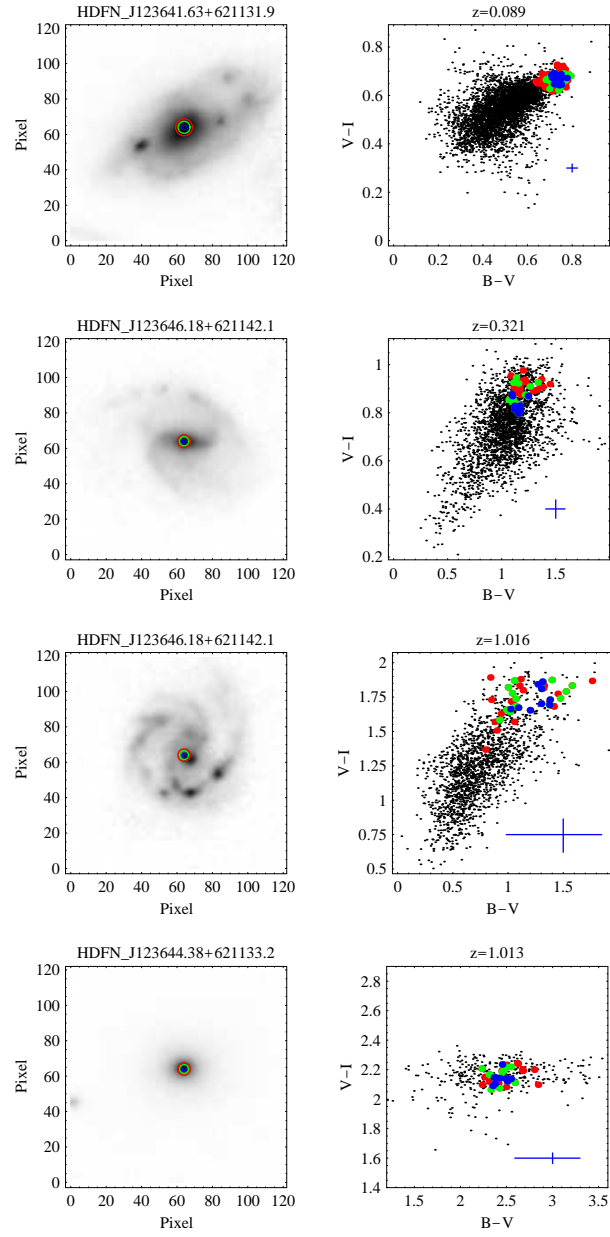 HDFN_J123641.63+621131.9
z=0.089
120
100
80
60
40
20
0
Pixel
0 20 40 60 80 100 120
Pixel
0.8
0.6
0.4
0.2
0
V-I
0 0.2 0.4 0.6 0.8
B-V
HDFN_J123646.18+621142.1
z=0.321
120
100
80
60
40
20
0
Pixel
0 20 40 60 80 100 120
Pixel
1
0.8
0.6
0.4
0.2
V-I
0 0.5 1 1.5
B-V
HDFN_J123646.18+621142.1
z=1.016
120
100
80
60
40
20
0
Pixel
0 20 40 60 80 100 120
Pixel
2
1.75
1.5
1.25
1
0.75
0.5
V-I
0 0.5 1 1.5
B-V
HDFN_J123644.38+621133.2
z=1.013
120
100
80
60
40
20
0
Pixel
0 20 40 60 80 100 120
Pixel
2.8
2.6
2.4
2.2
2
1.8
1.6
1.4
V-I
1.5 2 2.5 3 3.5
B-V